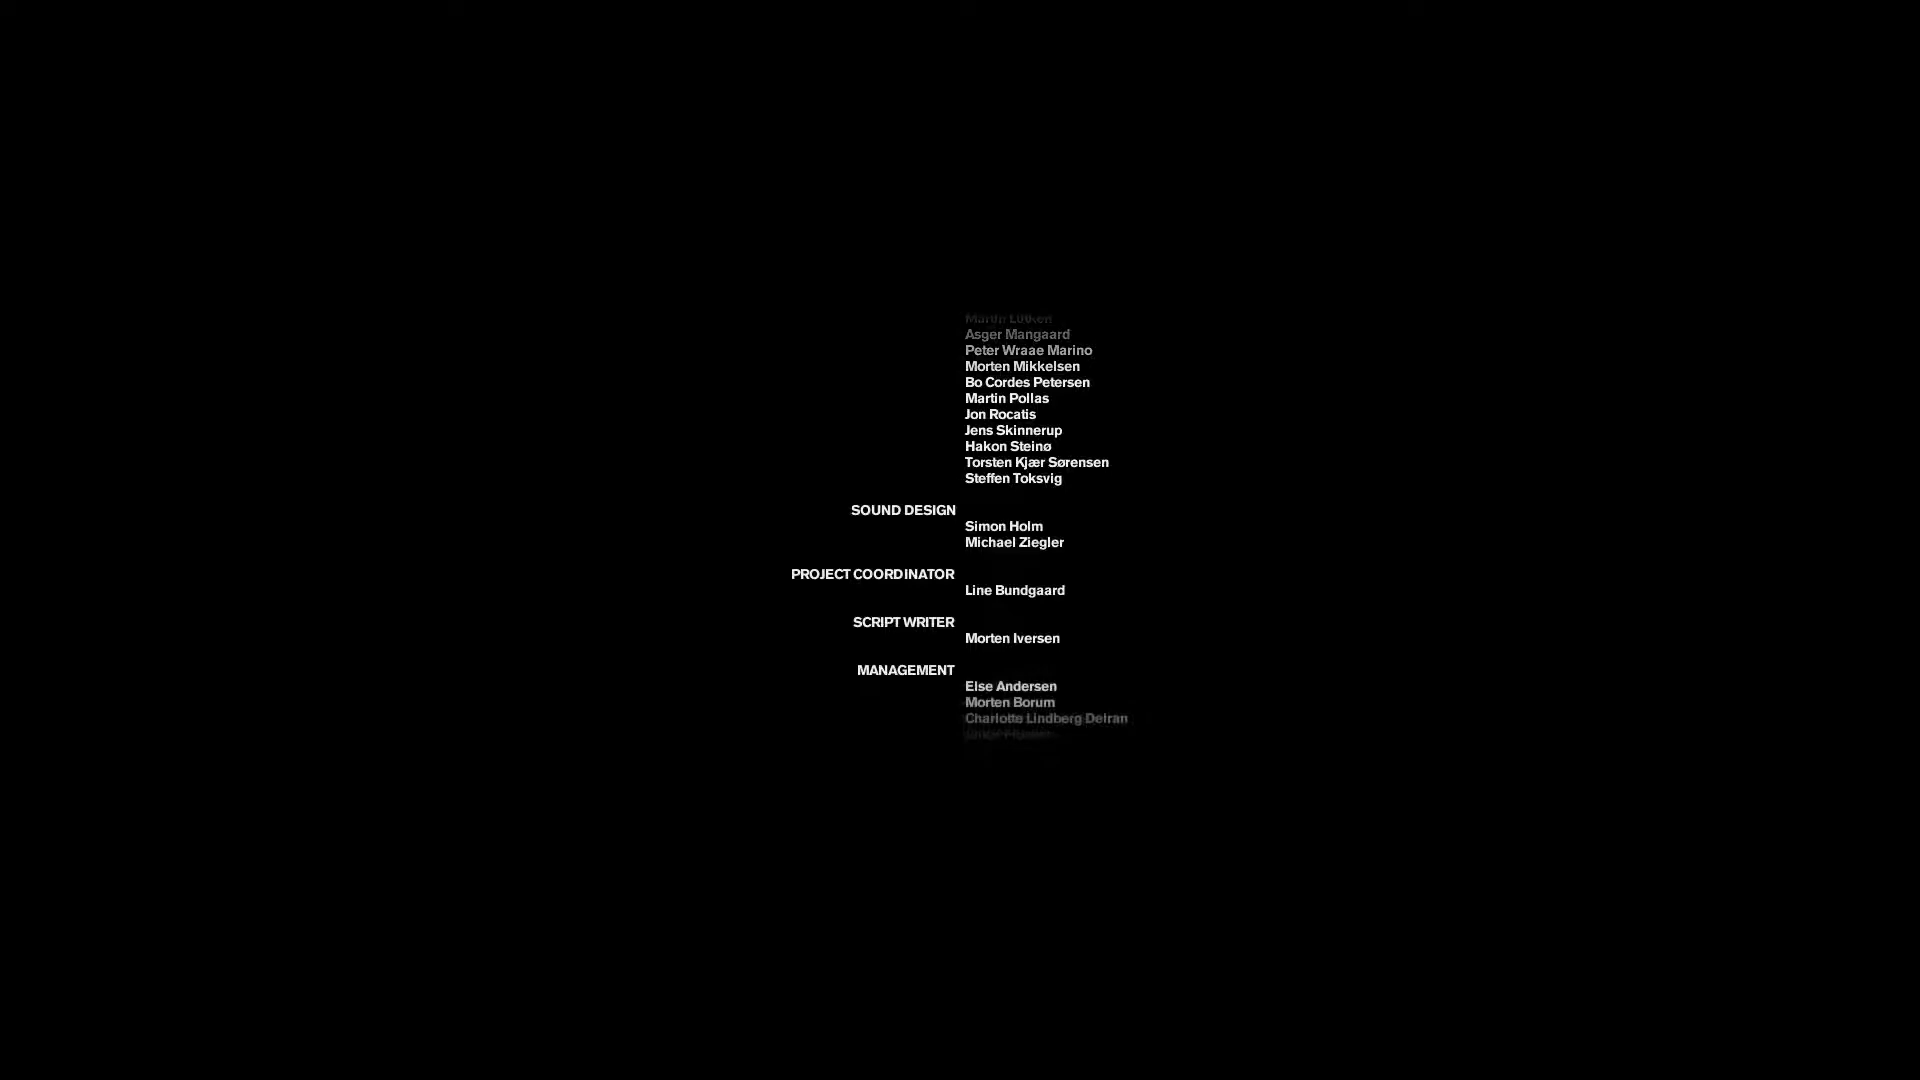 Martin Lütken
Asger Mangaard
Peter Wraae Marino
Morten Mikkelsen
Bo Cordes Petersen
Martin Pollas
Jon Rocatis
Jens Skinnerup
Hakon Steinø
Torsten Kjær Sørensen
Steffen Toksvig
SOUND DESIGN
Simon Holm
Michael Ziegler
PROJECT COORDINATOR
Line Bundgaard
SCRIPT WRITER
Morten Iversen
MANAGEMENT
Else Andersen
Morten Borum
Charlotte Lindberg Delran